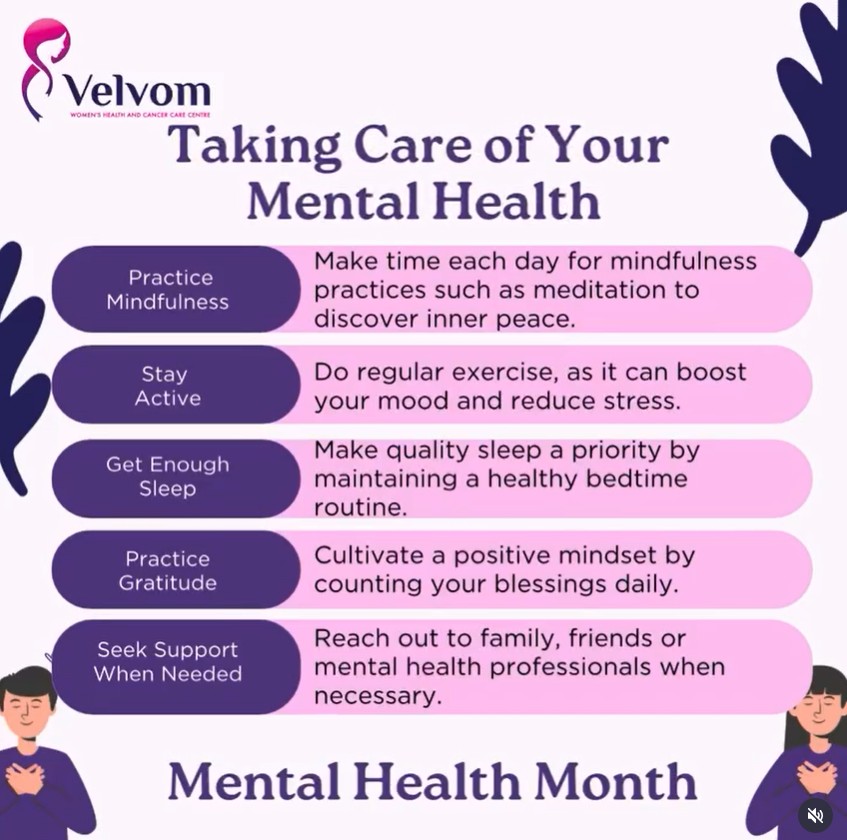 Velvom
WOMEN'S HEALTH AND CANCER CARE CENTRE
Taking Care of Your
Mental Health
Practice
Mindfulness
Make time each day for mindfulness
practices such as meditation to
discover inner peace.
Stay
Active
Do regular exercise, as it can boost
your mood and reduce stress.
Get Enough
Sleep
Make quality sleep a priority by
maintaining a healthy bedtime
routine.
Practice
Gratitude
Cultivate a positive mindset by
counting your blessings daily.
Seek Support
When Needed
Reach out to family, friends or
mental health professionals when
necessary.
Mental Health Month